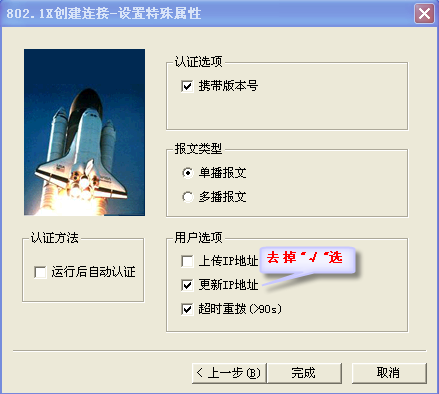 802.1X创建连接-设置特殊属性
认证选项
携带版本号
报文类型
单播报文
多播报文
认证方法
运行后自动认证
用户选项
上传IP地址
去掉“√”选
更新IP地址
超时重拨(>90s)
< 上一步(B)
完成
取消